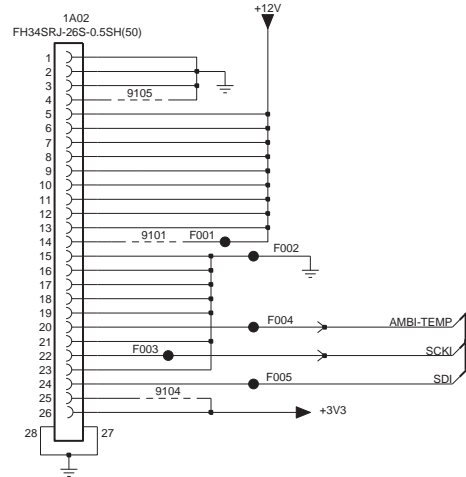 1A02
FH34SRJ-26S-0.5SH(50)
+12V
1
2
3
4 9105
5
6
7
8
9
10
11
12
13
14 9101 F001
15 F002
16
17
18
19
20 F004 AMBI-TEMP
21
22 F003 SCKI
23
24 F005 SDI
25 9104
26 +3V3
28 27